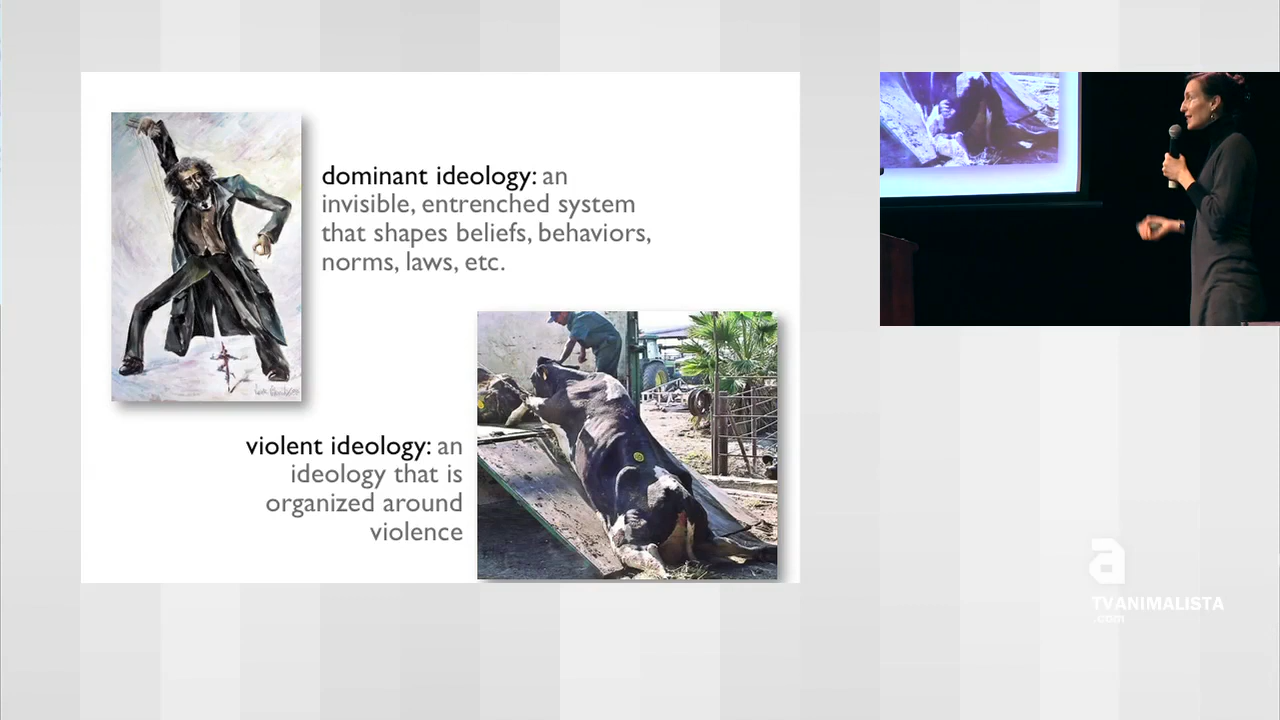 dominant ideology: an
invisible, entrenched system
that shapes beliefs, behaviors,
norms, laws, etc.
violent ideology: an
ideology that is
organized around
violence
a
TVANIMALISTA
.com